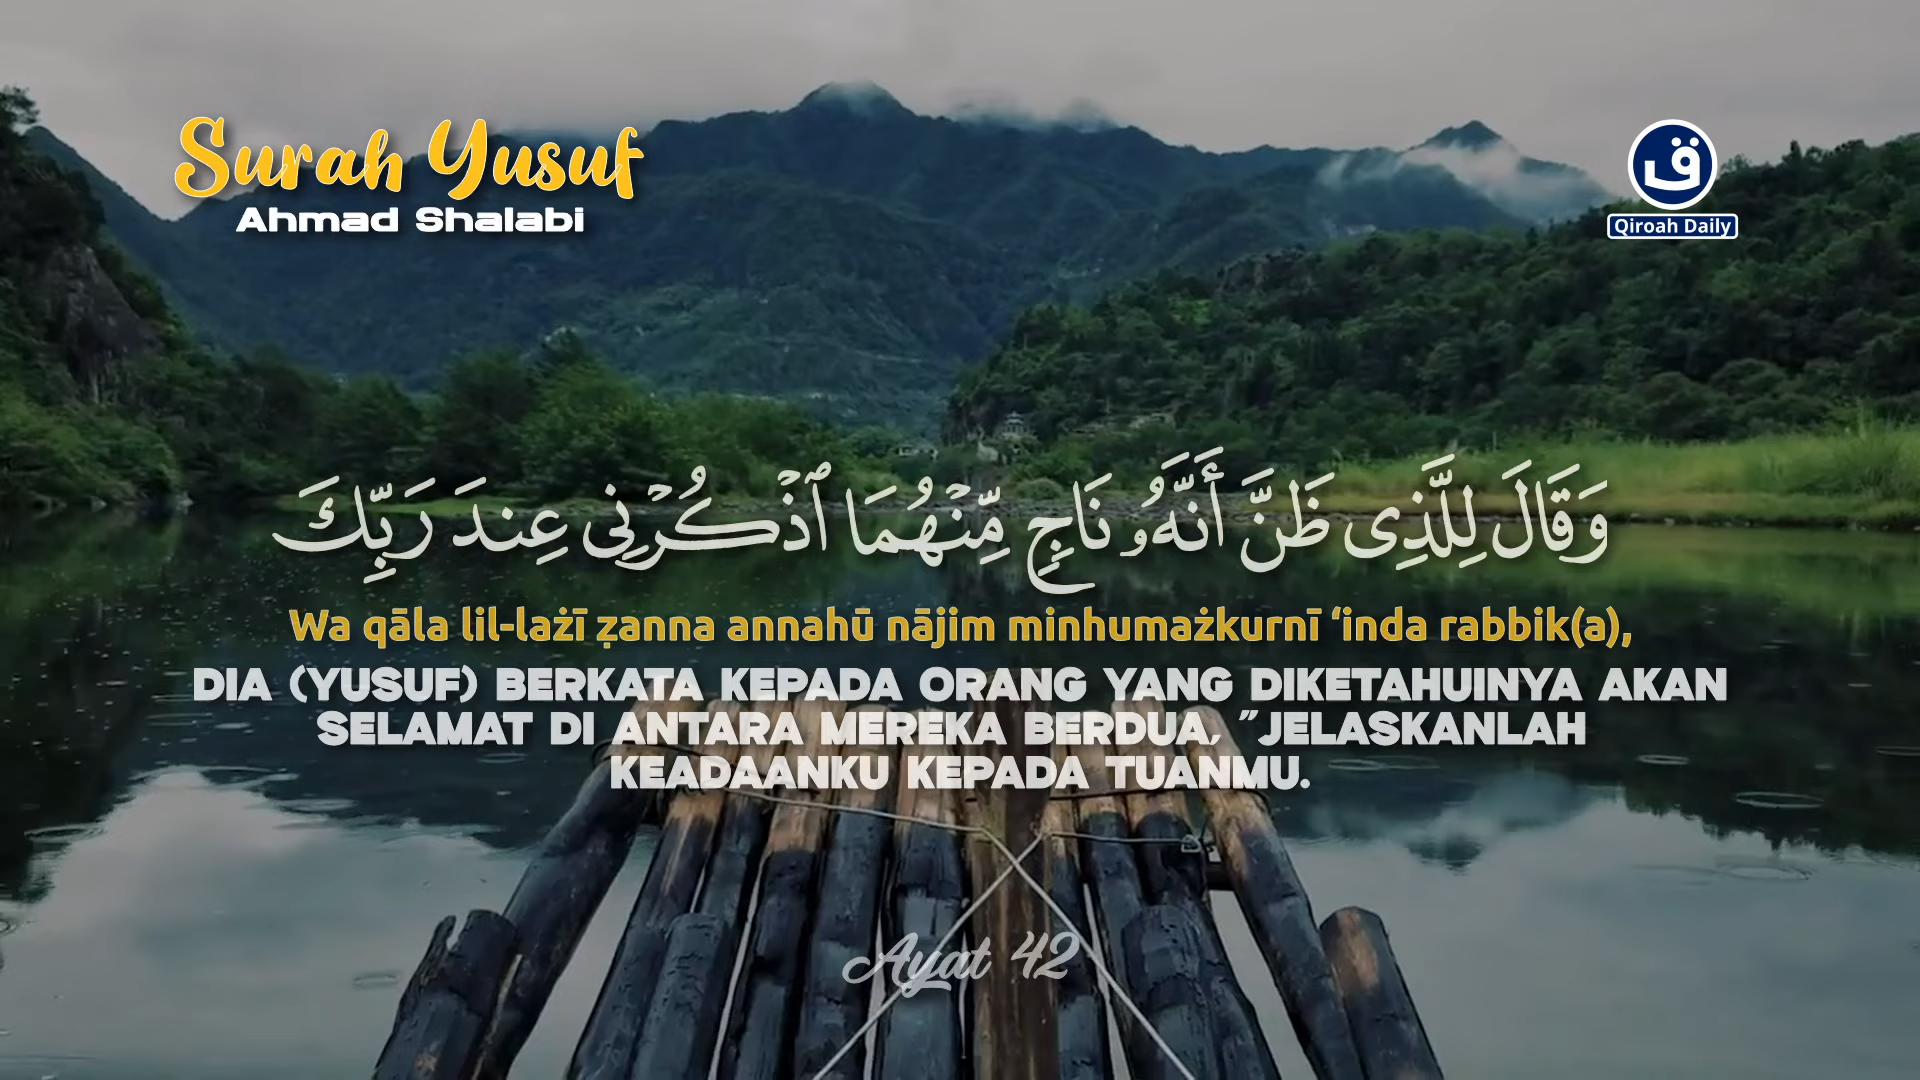 Surah Yusuf
Ahmad Shalabi
ق
Qiroah Daily
وَقَالَ لِلَّذِى ظَنَّ أَنَّهُۥ نَاجٍ مِّنْهُمَا ٱذْكُرْنِى عِندَ رَبِّكَ
Wa qāla lil-lażī ẓanna annahū nājim minhumażkurnī ‘inda rabbik(a),
DIA (YUSUF) BERKATA KEPADA ORANG YANG DIKETAHUINYA AKAN
SELAMAT DI ANTARA MEREKA BERDUA, "JELASKANLAH
KEADAANKU KEPADA TUANMU.
Ayat 42